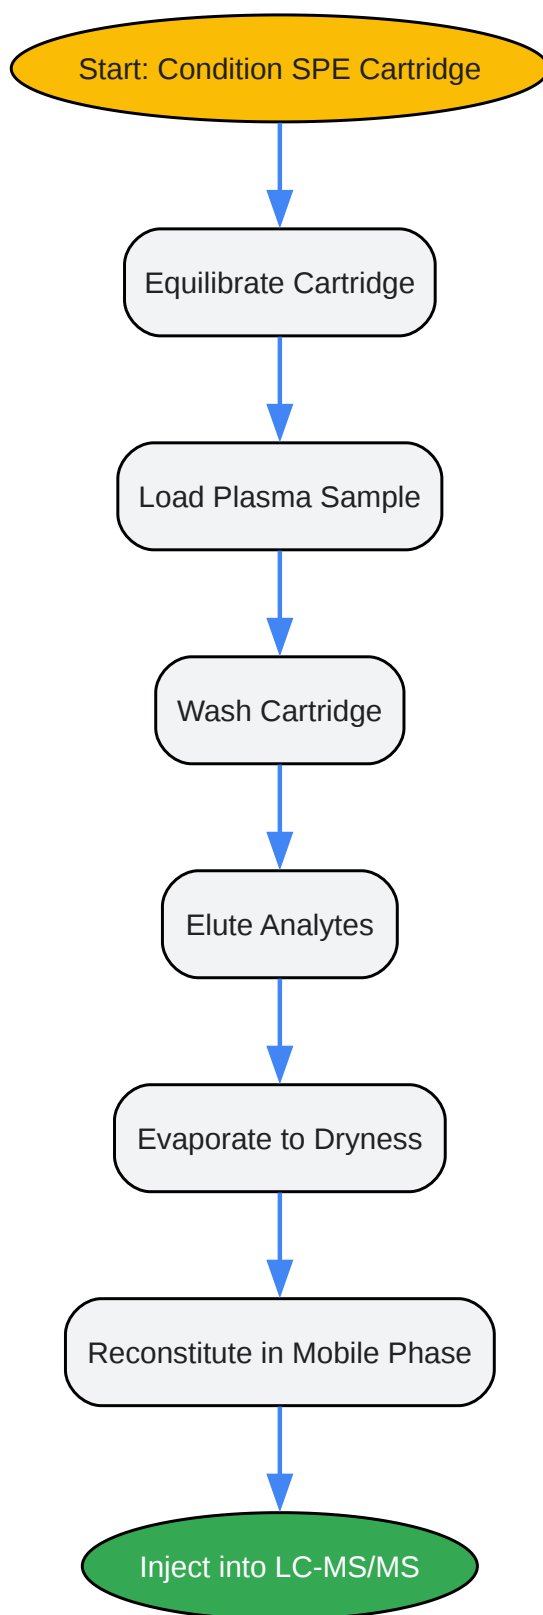 Start: Condition SPE Cartridge
Equilibrate Cartridge
Load Plasma Sample
Wash Cartridge
Elute Analytes
Evaporate to Dryness
Reconstitute in Mobile Phase
Inject into LC-MS/MS